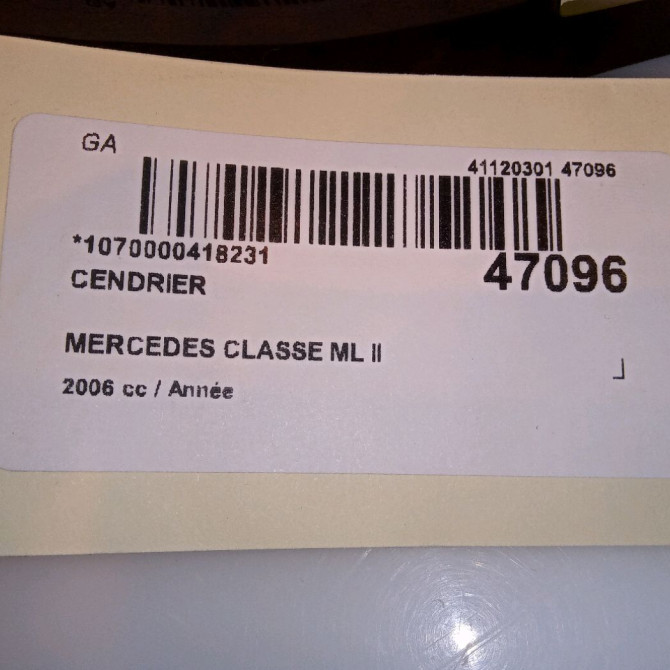 GA
41120301 47096
*1070000418231
47096
CENDRIER
MERCEDES CLASSE ML II
2006 cc / Année